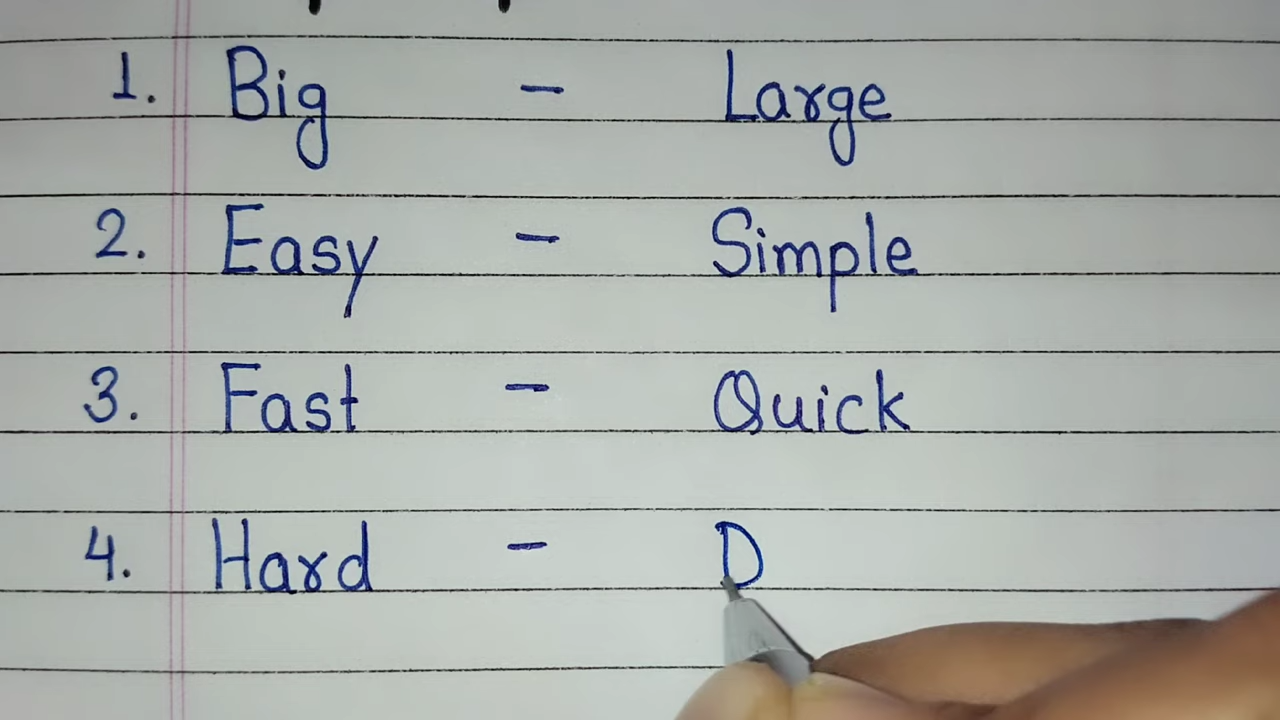 1. Big - Large
2. Easy - Simple
3. Fast - Quick
4. Hard - D